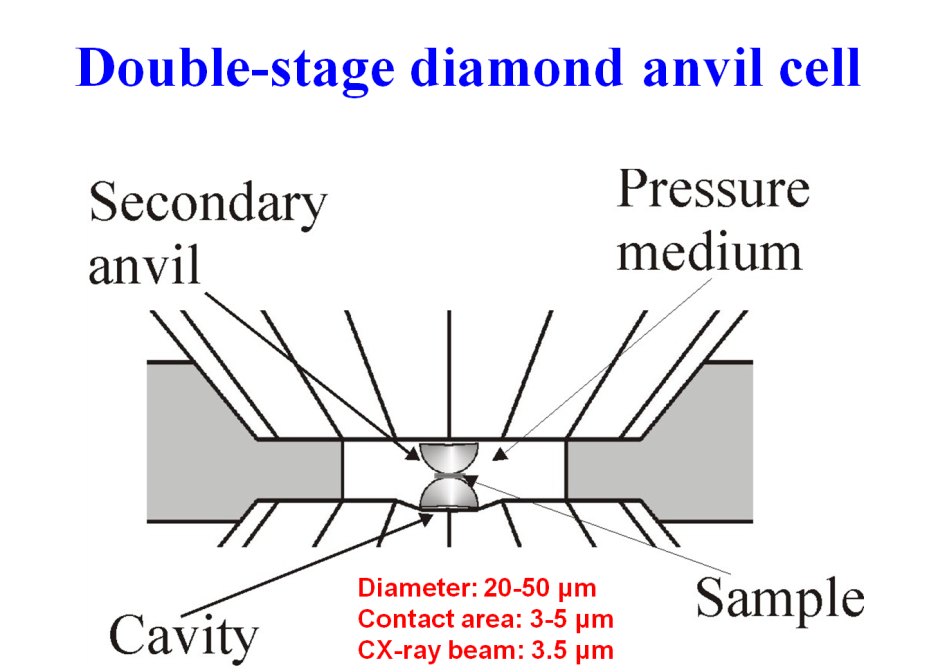 Double-stage diamond anvil cell
Secondary
anvil
Pressure
medium
Diameter: 20-50 µm
Contact area: 3-5 µm
CX-ray beam: 3.5 µm
Cavity
Sample